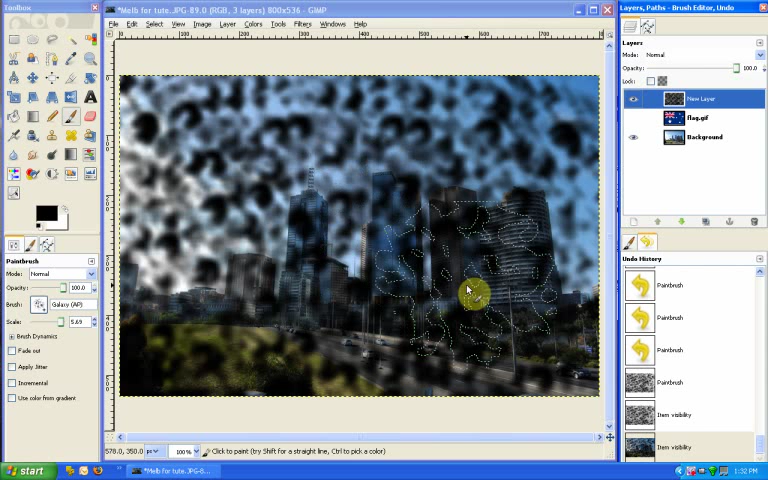 Toolbox
*Melb for tute.JPG-89.0 (RGB, 3 layers) 800x536 - GIMP
Layers, Paths - Brush Editor, Undo
File Edit Select View Image Layer Colors Tools Filters Windows Help
Layers
Mode: Normal
Opacity: 100.0
Lock:
New Layer
flag.gif
Background
Paintbrush
Mode: Normal
Opacity: 100.0
Brush: Galaxy (AP)
Scale: 5.69
Brush Dynamics
Fade out
Apply Jitter
Incremental
Use color from gradient
Undo History
Paintbrush
Paintbrush
Paintbrush
Paintbrush
Item visibility
Item visibility
578.0, 350.0 px 100% Click to paint (try Shift for a straight line, Ctrl to pick a color)
start
*Melb for tute.JPG-8...
1:32 PM